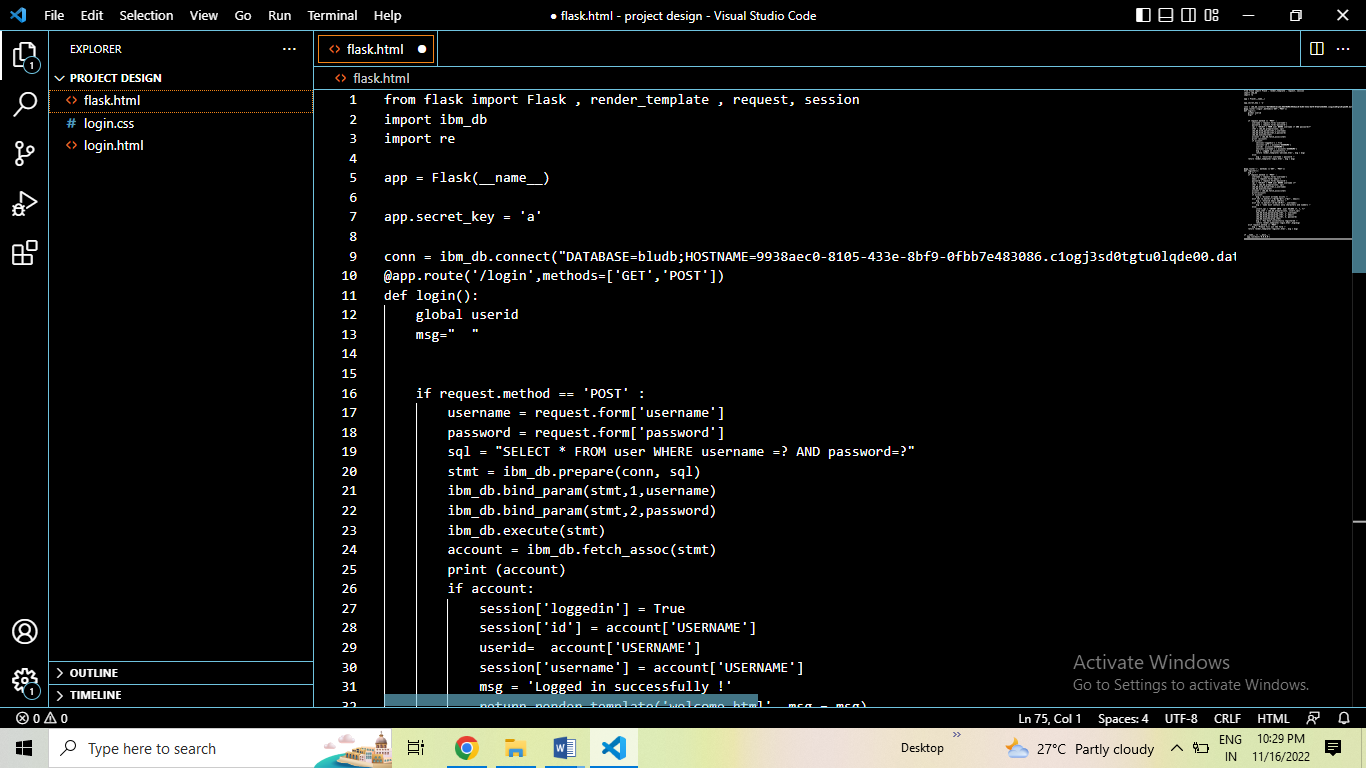 File Edit Selection View Go Run Terminal Help
● flask.html - project design - Visual Studio Code
EXPLORER
PROJECT DESIGN
flask.html
login.css
login.html
OUTLINE
TIMELINE
flask.html
flask.html
1 from flask import Flask , render_template , request, session
2 import ibm_db
3 import re
4
5 app = Flask(__name__)
6
7 app.secret_key = 'a'
8
9 conn = ibm_db.connect("DATABASE=bludb;HOSTNAME=9938aec0-8105-433e-8bf9-0fbb7e483086.c1ogj3sd0tgtu0lqde00.dat
10 @app.route('/login',methods=['GET','POST'])
11 def login():
12 global userid
13 msg="  "
14
15
16 if request.method == 'POST' :
17 username = request.form['username']
18 password = request.form['password']
19 sql = "SELECT * FROM user WHERE username =? AND password=?"
20 stmt = ibm_db.prepare(conn, sql)
21 ibm_db.bind_param(stmt,1,username)
22 ibm_db.bind_param(stmt,2,password)
23 ibm_db.execute(stmt)
24 account = ibm_db.fetch_assoc(stmt)
25 print (account)
26 if account:
27 session['loggedin'] = True
28 session['id'] = account['USERNAME']
29 userid=  account['USERNAME']
30 session['username'] = account['USERNAME']
31 msg = 'Logged in successfully !'
32 return render_template('welcome.html', msg = msg)
Activate Windows
Go to Settings to activate Windows.
0 0
Ln 75, Col 1 Spaces: 4 UTF-8 CRLF HTML
Type here to search
Desktop
27°C Partly cloudy
ENG
IN
10:29 PM
11/16/2022